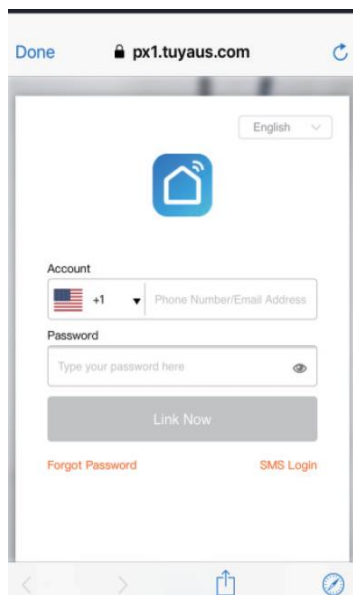 Done px1.tuyaus.com
English
Account
+1 Phone Number/Email Address
Password
Type your password here
Link Now
Forgot Password SMS Login